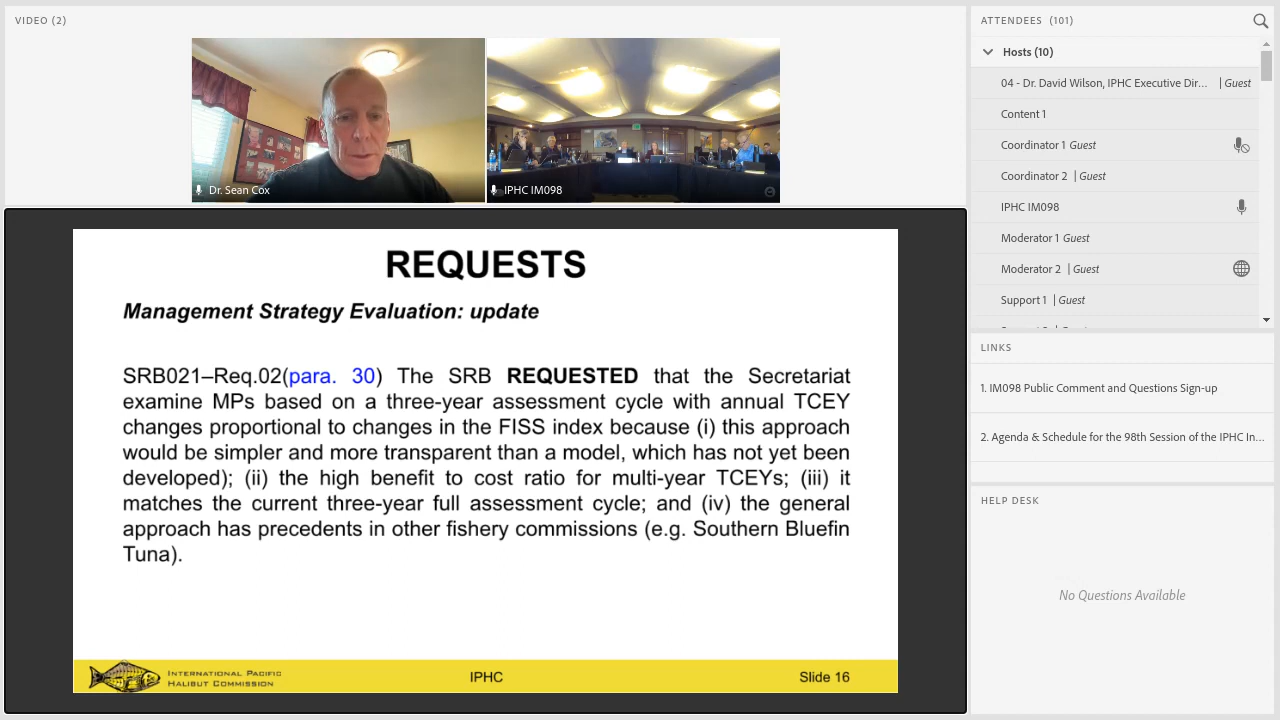 VIDEO (2)
Dr. Sean Cox
IPHC IM098
REQUESTS
Management Strategy Evaluation: update
SRB021–Req.02(para. 30) The SRB REQUESTED that the Secretariat
examine MPs based on a three-year assessment cycle with annual TCEY
changes proportional to changes in the FISS index because (i) this approach
would be simpler and more transparent than a model, which has not yet been
developed); (ii) the high benefit to cost ratio for multi-year TCEYs; (iii) it
matches the current three-year full assessment cycle; and (iv) the general
approach has precedents in other fishery commissions (e.g. Southern Bluefin
Tuna).
INTERNATIONAL PACIFIC
HALIBUT COMMISSION
IPHC
Slide 16
ATTENDEES (101)
Hosts (10)
04 - Dr. David Wilson, IPHC Executive Dir... | Guest
Content 1
Coordinator 1 Guest
Coordinator 2 | Guest
IPHC IM098
Moderator 1 Guest
Moderator 2 | Guest
Support 1 | Guest
LINKS
1. IM098 Public Comment and Questions Sign-up
2. Agenda & Schedule for the 98th Session of the IPHC In...
HELP DESK
No Questions Available